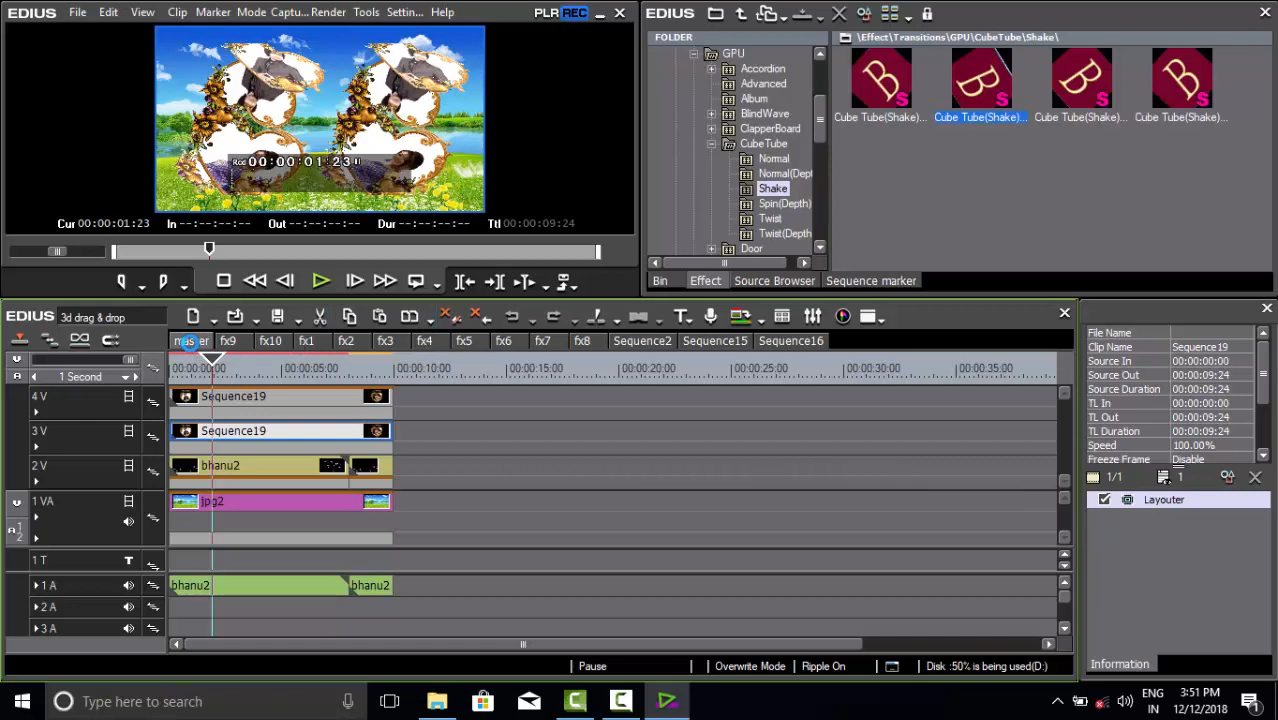 EDIUS File Edit View Clip Marker Mode Captu... Render Tools Settin... Help PLR REC
Rec 00:00:01:23
Cur 00:00:01:23 In --:--:--:-- Out --:--:--:-- Dur --:--:--:-- Ttl 00:00:09:24
EDIUS
FOLDER
\Effect\Transitions\GPU\CubeTube\Shake\
GPU
Accordion
Advanced
Album
BlindWave
ClapperBoard
CubeTube
Normal
Normal(Dept
Shake
Spin(Depth)
Twist
Twist(Depth
Door
B S
B S
B S
B S
Cube Tube(Shake)...
Cube Tube(Shake)...
Cube Tube(Shake)...
Cube Tube(Shake)...
Bin Effect Source Browser Sequence marker
EDIUS 3d drag & drop
master fx9 fx10 fx1 fx2 fx3 fx4 fx5 fx6 fx7 fx8 Sequence2 Sequence15 Sequence16
1 Second
00:00:00:00 00:00:05:00 00:00:10:00 00:00:15:00 00:00:20:00 00:00:25:00 00:00:30:00 00:00:35:00
4 V Sequence19
3 V Sequence19
2 V bhanu2
1 VA jpg2
A 1 2
1 T T
1 A bhanu2 bhanu2
2 A
3 A
Pause Overwrite Mode Ripple On Disk :50% is being used(D:)
File Name
Clip Name Sequence19
Source In 00:00:00:00
Source Out 00:00:09:24
Source Duration 00:00:09:24
TL In 00:00:00:00
TL Out 00:00:09:24
TL Duration 00:00:09:24
Speed 100.00%
Freeze Frame Disable
1/1 1
Layouter
Information
Type here to search
ENG
IN
3:51 PM
12/12/2018
1